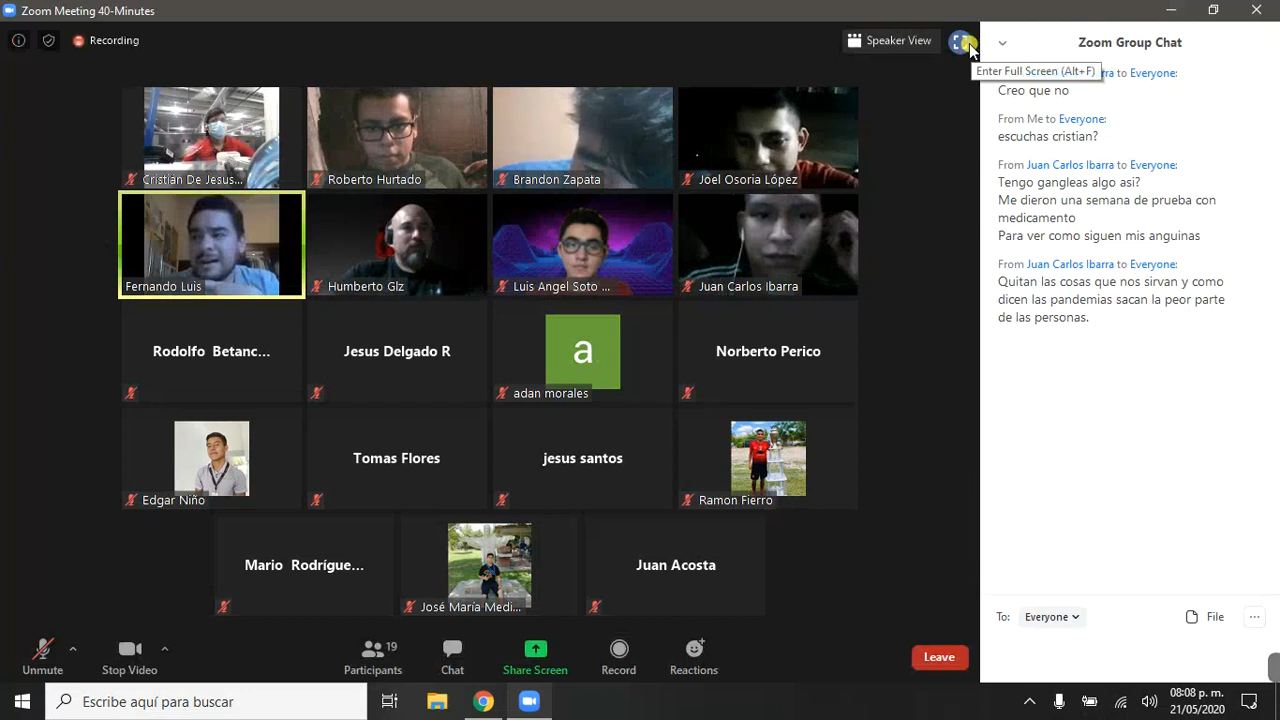 Zoom Meeting 40-Minutes
Recording
Speaker View
Enter Full Screen (Alt+F)
Zoom Group Chat
rra to Everyone:
Creo que no
From Me to Everyone:
escuchas cristian?
From Juan Carlos Ibarra to Everyone:
Tengo gangleas algo asi?
Me dieron una semana de prueba con
medicamento
Para ver como siguen mis anguinas
From Juan Carlos Ibarra to Everyone:
Quitan las cosas que nos sirvan y como
dicen las pandemias sacan la peor parte
de las personas.
Cristian De Jesus...
Roberto Hurtado
Brandon Zapata
Joel Osoria López
Fernando Luis
Humberto Glz
Luis Angel Soto ...
Juan Carlos Ibarra
Rodolfo Betanc...
Jesus Delgado R
a
adan morales
Norberto Perico
Edgar Niño
Tomas Flores
jesus santos
Ramon Fierro
Mario Rodrígue...
José María Medi...
Juan Acosta
To: Everyone
File
Unmute
Stop Video
19
Participants
Chat
Share Screen
Record
Reactions
Leave
Escribe aquí para buscar
08:08 p. m.
21/05/2020